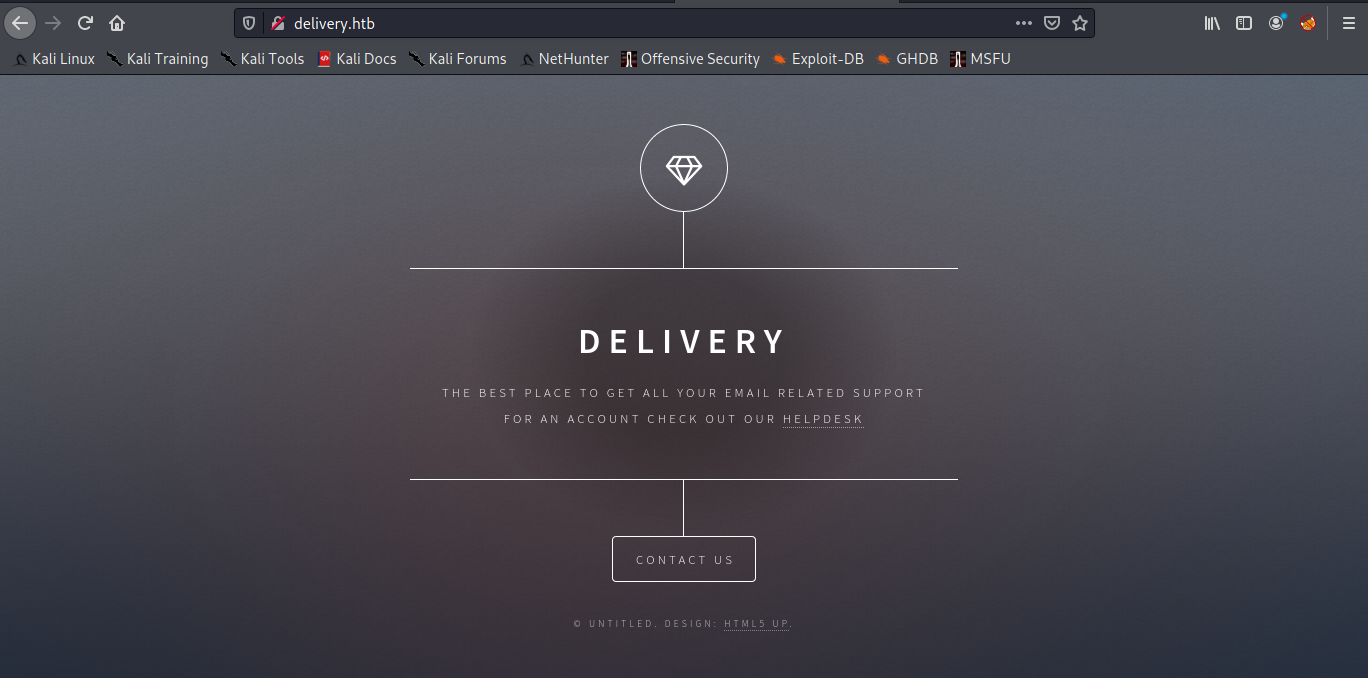 delivery.htb
Kali Linux Kali Training Kali Tools Kali Docs Kali Forums NetHunter Offensive Security Exploit-DB GHDB MSFU
DELIVERY
THE BEST PLACE TO GET ALL YOUR EMAIL RELATED SUPPORT
FOR AN ACCOUNT CHECK OUT OUR HELPDESK
CONTACT US
© UNTITLED. DESIGN: HTML5 UP.